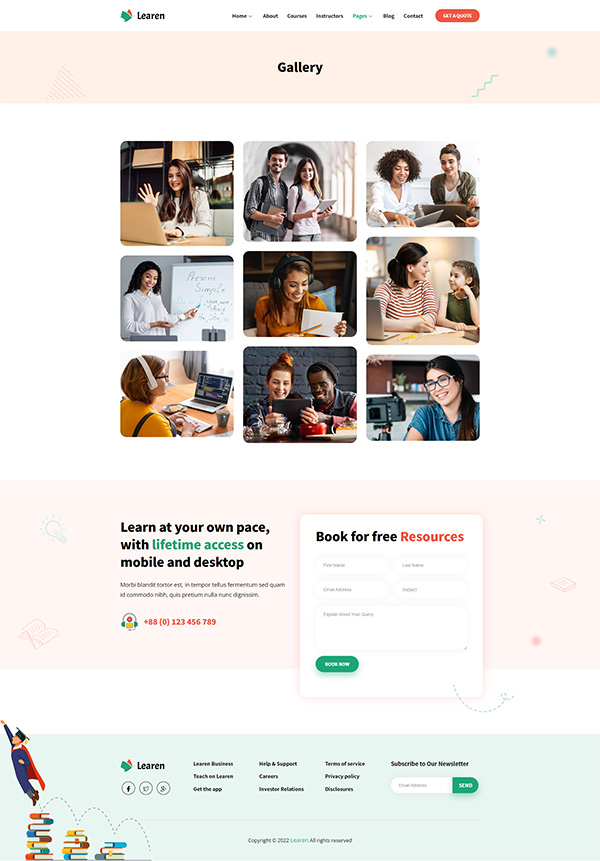 Learen
Home About Courses Instructors Pages Blog Contact GET A QUOTE
Gallery
Present
Simple
Learn at your own pace,
with lifetime access on
mobile and desktop
Morbi blandit tortor est, in tempor tellus fermentum sed quam
id commodo nibh, quis pretium nulla nunc dignissim.
+88 (0) 123 456 789
Book for free Resources
First Name Last Name
Email Address Subject
Explain About Your Query
BOOK NOW
Learen
Learen Business
Teach on Learen
Get the app
Help & Support
Careers
Investor Relations
Terms of service
Privacy policy
Disclosures
Subscribe to Our Newsletter
Email Address SEND
Copyright © 2022 Learen All rights reserved